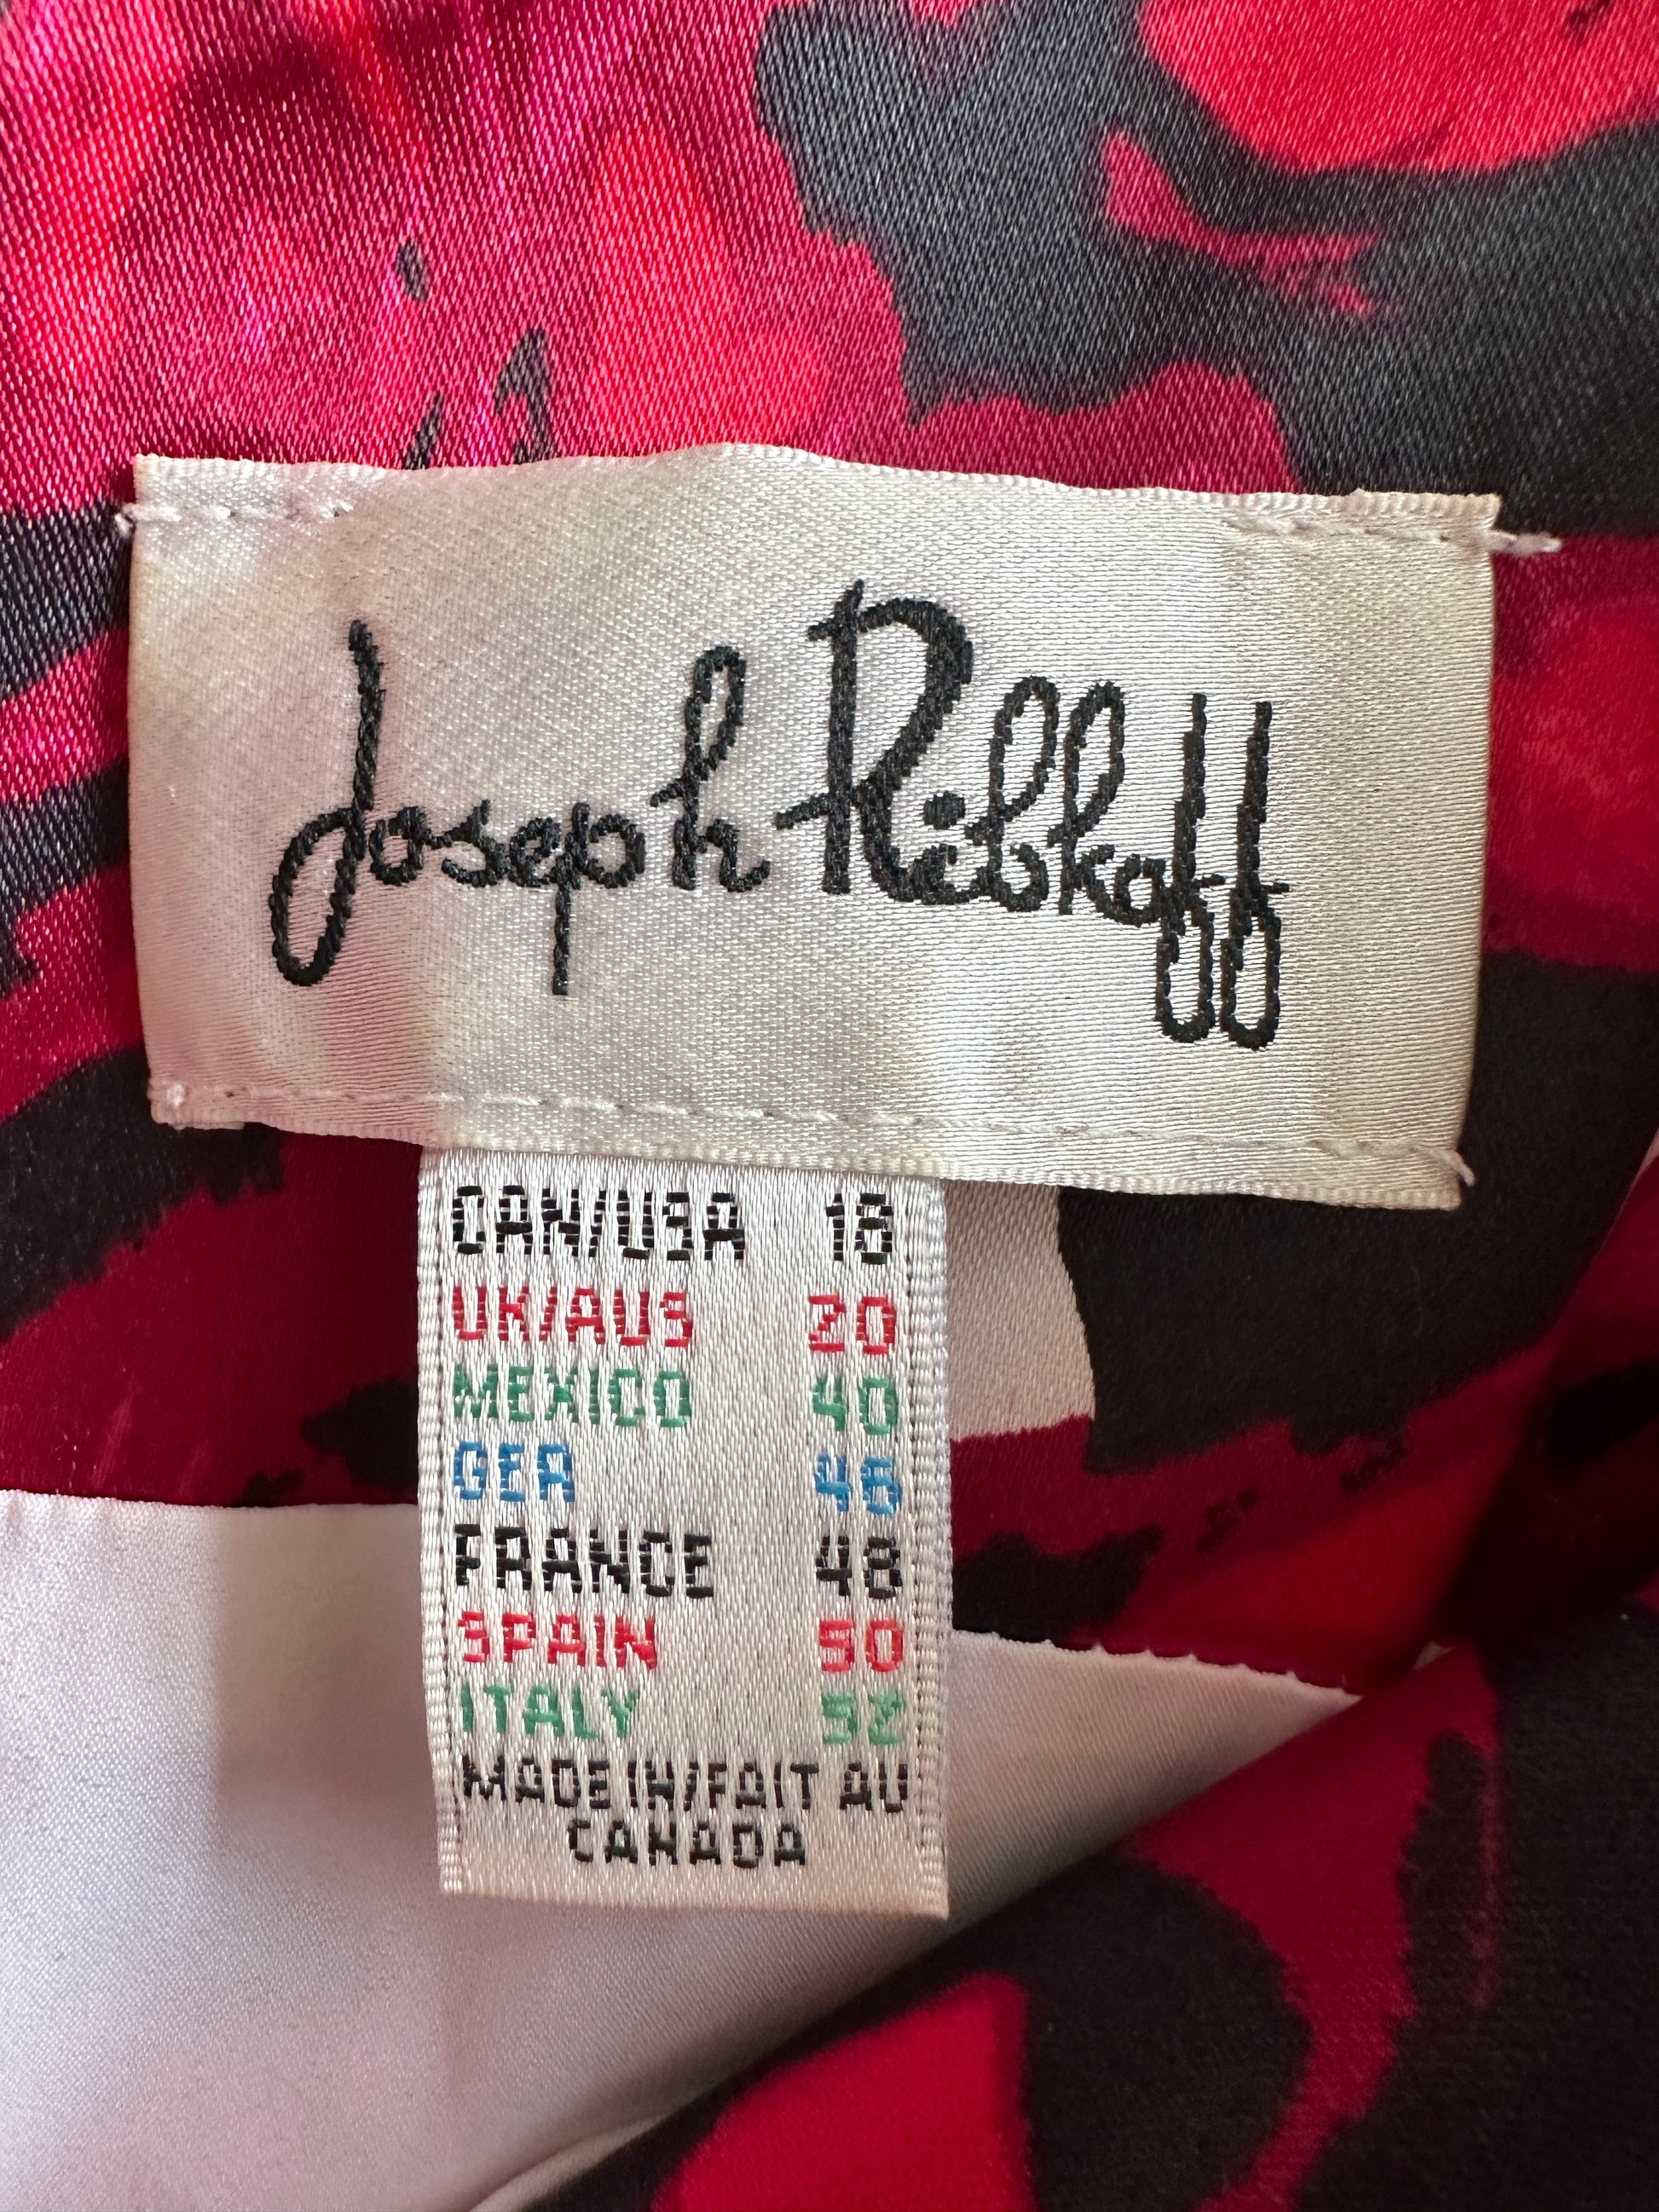 Joseph Ribkoff
CAN/USA 18
UK/AUS 20
MEXICO 40
GER 46
FRANCE 48
SPAIN 50
ITALY 52
MADE IN/FAIT AU
CANADA